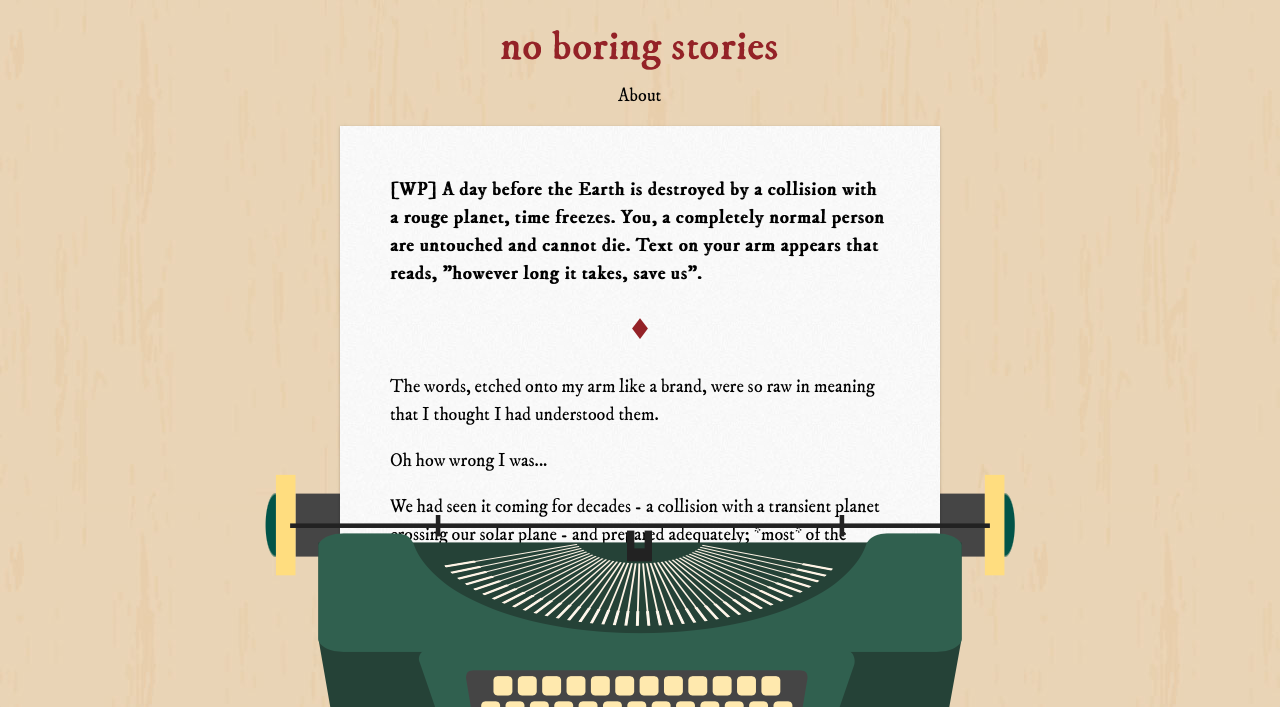 no boring stories
About
[WP] A day before the Earth is destroyed by a collision with
a rouge planet, time freezes. You, a completely normal person
are untouched and cannot die. Text on your arm appears that
reads, ”however long it takes, save us”.
The words, etched onto my arm like a brand, were so raw in meaning
that I thought I had understood them.
Oh how wrong I was...
We had seen it coming for decades - a collision with a transient planet
crossing our solar plane - and prepared adequately; *most* of the